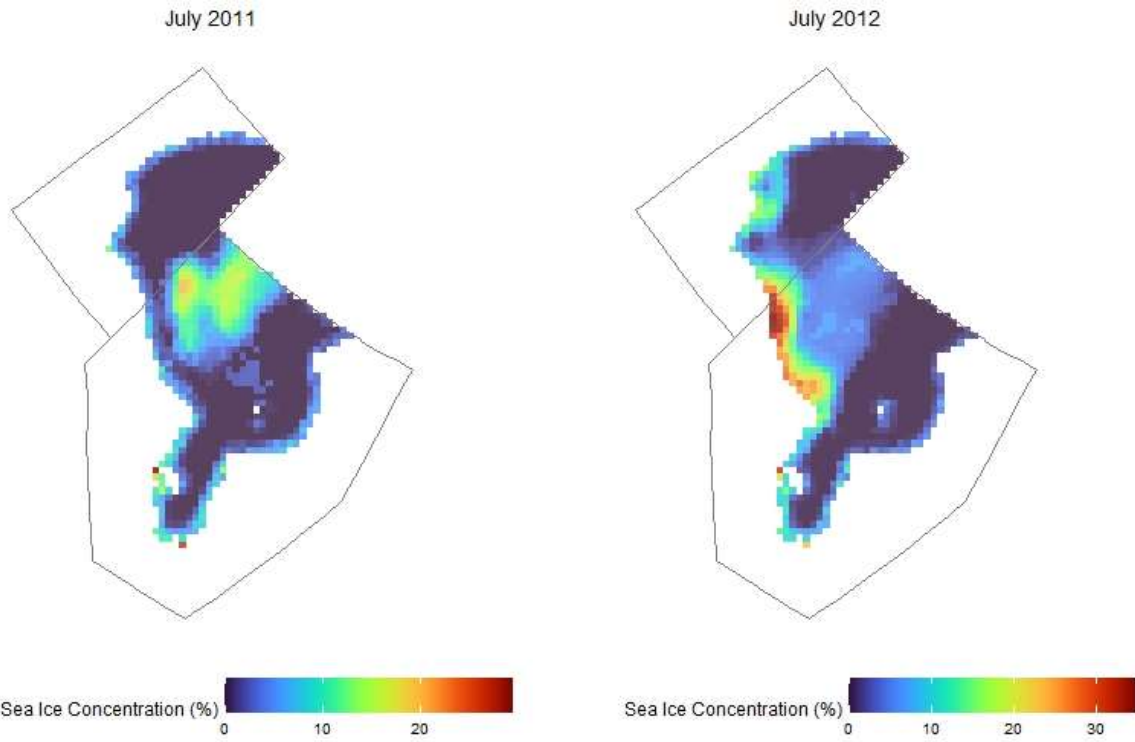 July 2011
July 2012
Sea Ice Concentration (%)
0 10 20
Sea Ice Concentration (%)
0 10 20 30